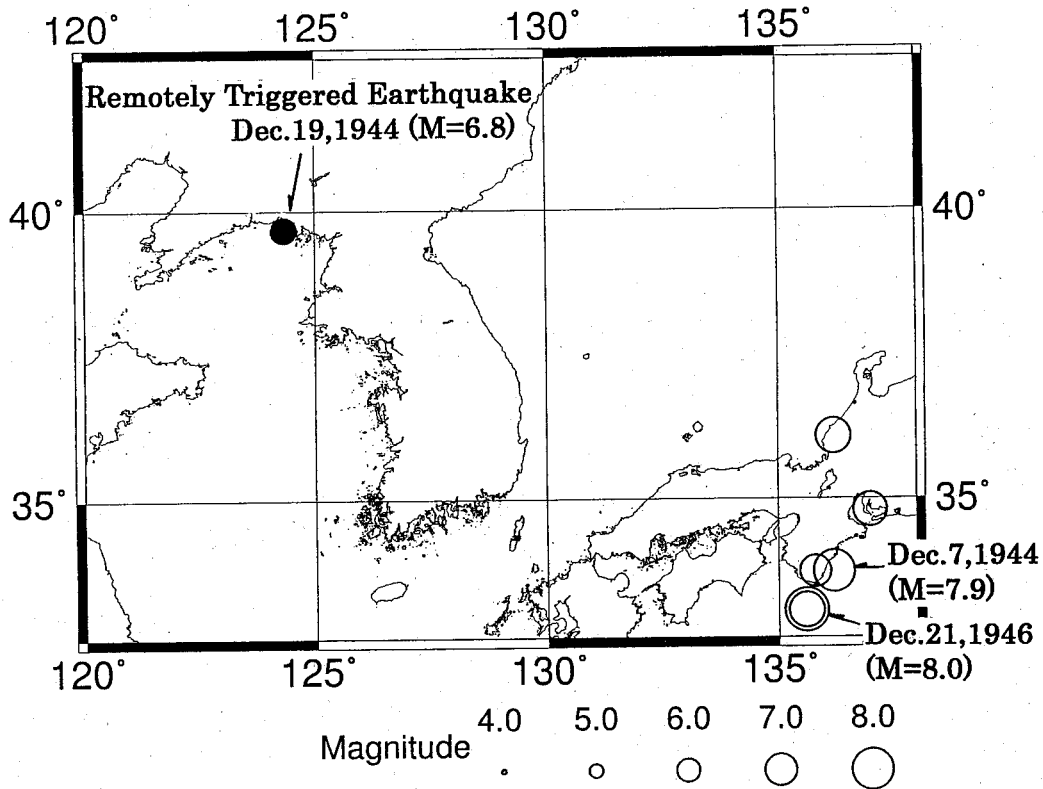 120° 125° 130° 135°
Remotely Triggered Earthquake
Dec.19,1944 (M=6.8)
40° 40°
35° 35°
Dec.7,1944
(M=7.9)
Dec.21,1946
(M=8.0)
120° 125° 130° 135°
4.0 5.0 6.0 7.0 8.0
Magnitude